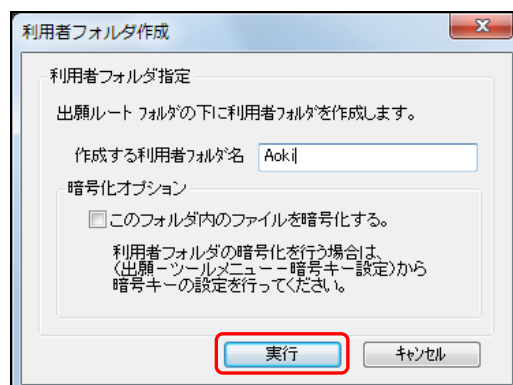 利用者フォルダ作成
利用者フォルダ指定
出願ルート フォルダの下に利用者フォルダを作成します。
作成する利用者フォルダ名 Aoki
暗号化オプション
このフォルダ内のファイルを暗号化する。
利用者フォルダの暗号化を行う場合は、
(出願－ツールメニュー－暗号キー設定)から
暗号キーの設定を行ってください。
実行 キャンセル